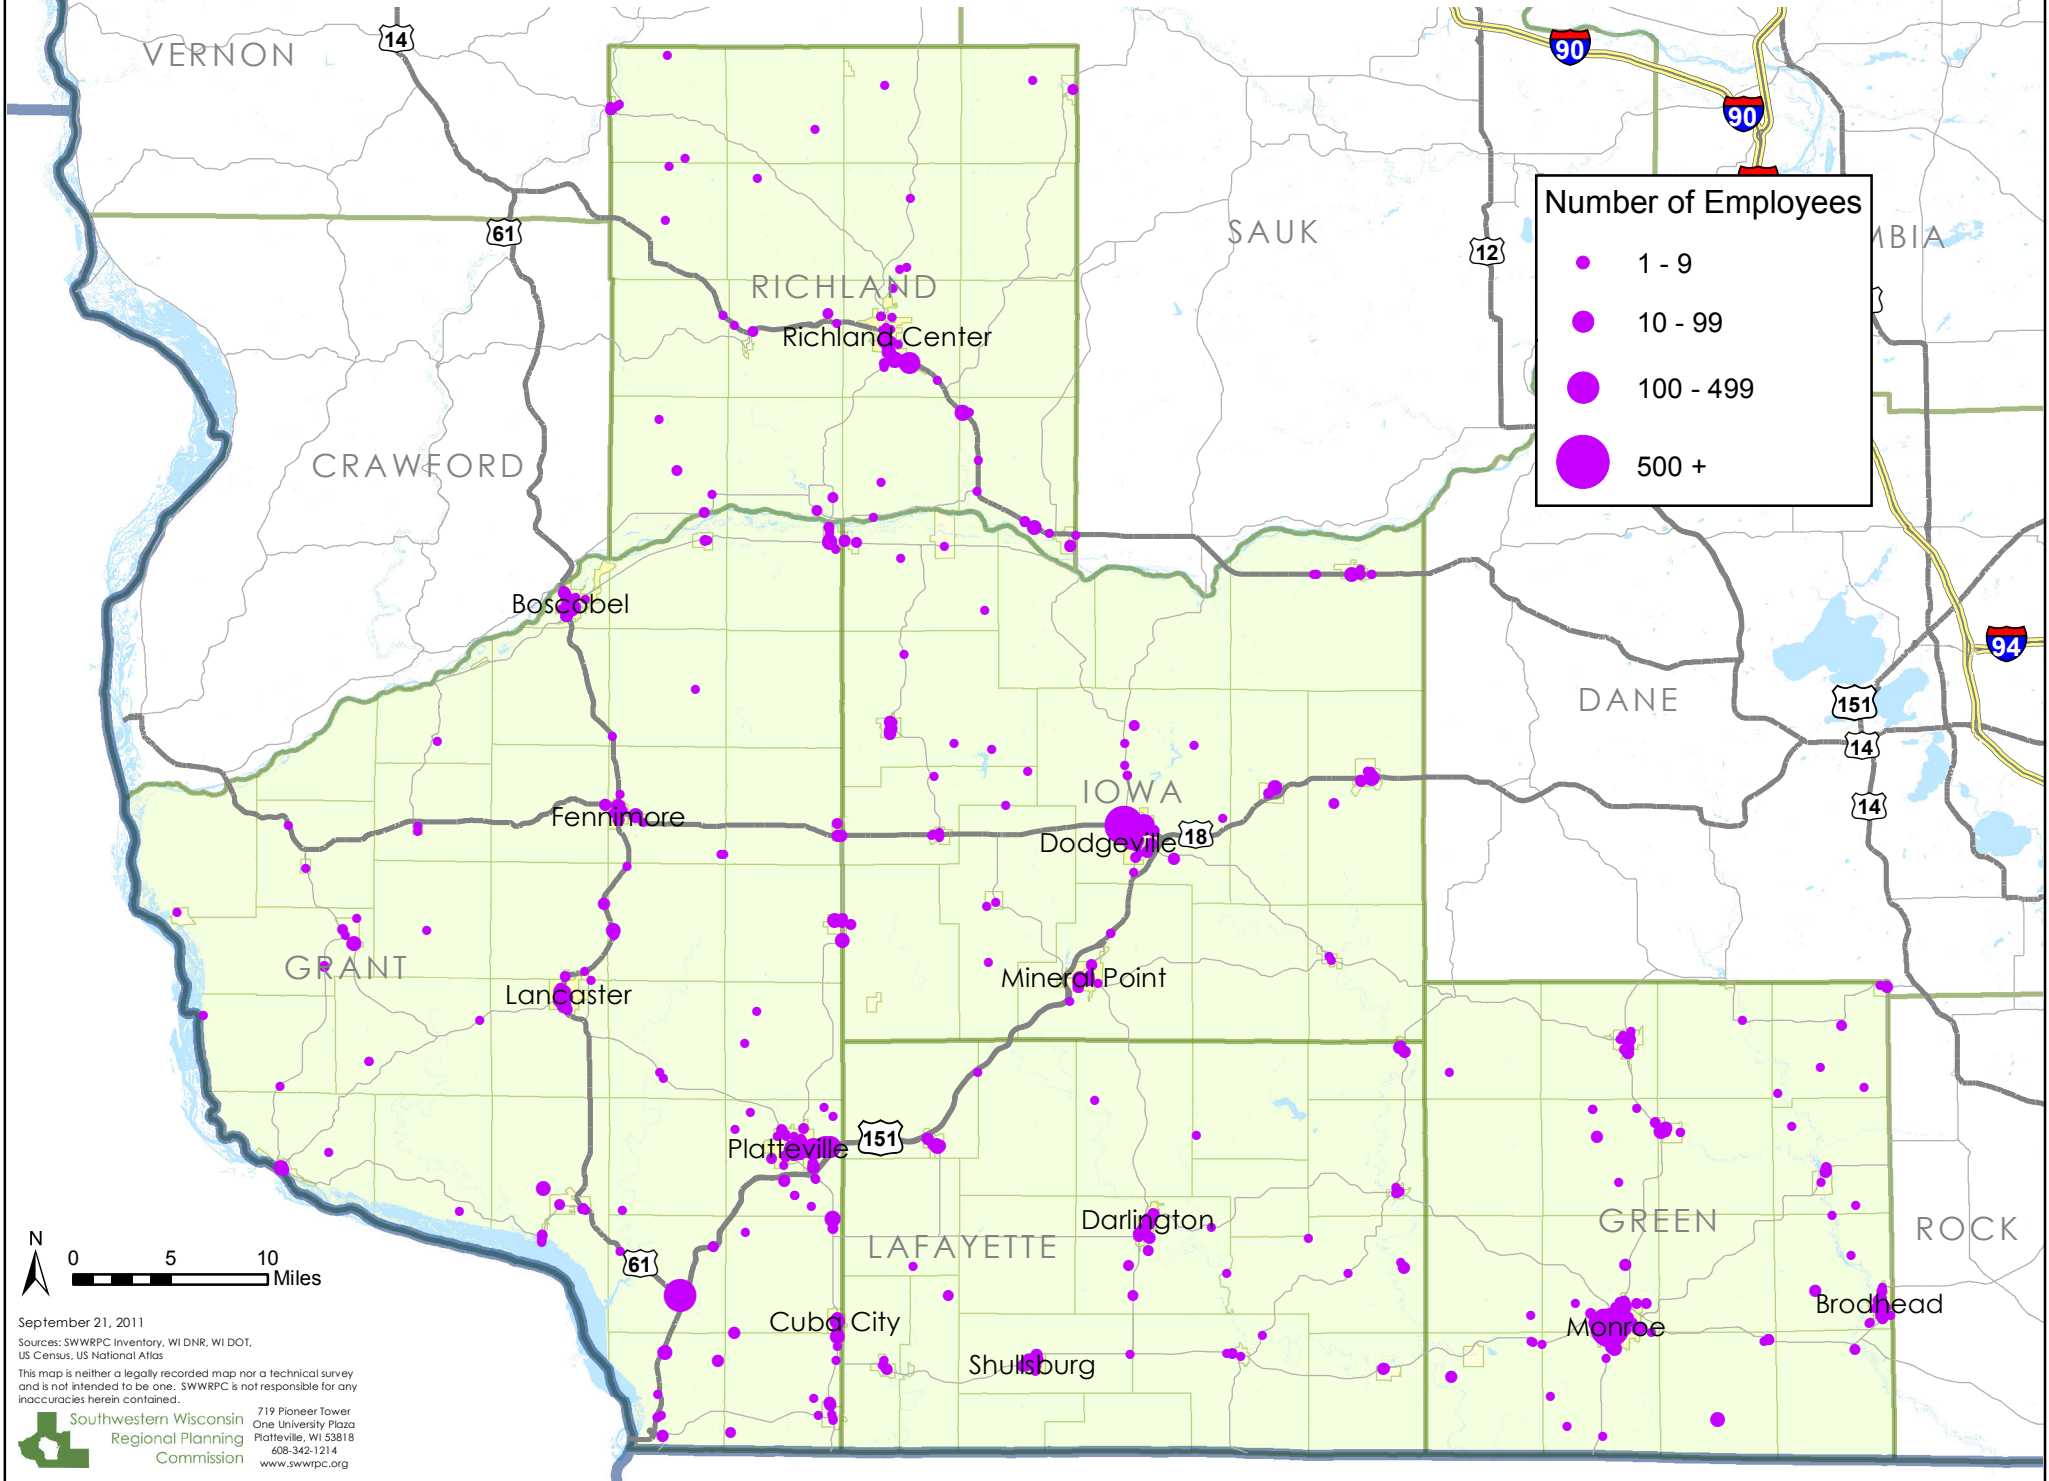 VERNON
14
90
90
61
SAUK
12
Number of Employees
1 - 9
10 - 99
100 - 499
500 +
MBIA
RICHLAND
Richland Center
CRAWFORD
Boscobel
94
DANE
151
14
14
IOWA
Fennimore
Dodgeville
18
GRANT
Lancaster
Mineral Point
Platteville
151
Darlington
LAFAYETTE
GREEN
ROCK
61
Cuba City
Shullsburg
Monroe
Brodhead
N
0 5 10
Miles
September 21, 2011
Sources: SWWRPC Inventory, WI DNR, WI DOT,
US Census, US National Atlas
This map is neither a legally recorded map nor a technical survey
and is not intended to be one. SWWRPC is not responsible for any
inaccuracies herein contained.
Southwestern Wisconsin
Regional Planning
Commission
719 Pioneer Tower
One University Plaza
Platteville, WI 53818
608-342-1214
www.swwrpc.org